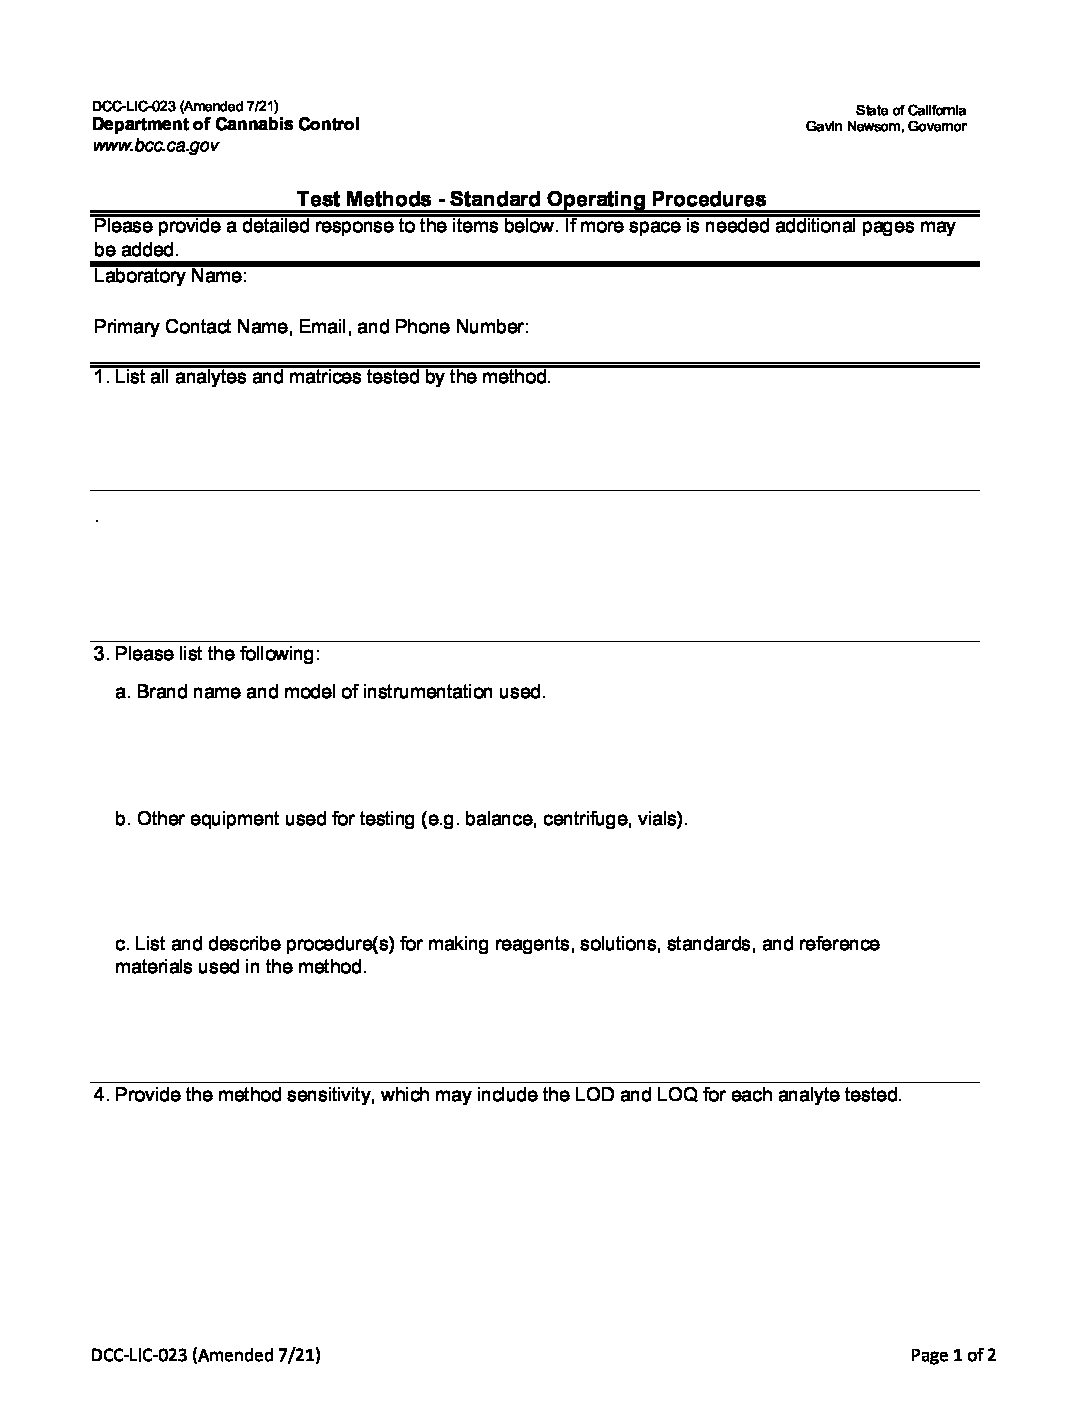 DCC-LIC-023 (Amended 7/21)
Department of Cannabis Control
www.bcc.ca.gov
State of California
Gavin Newsom, Governor
Test Methods - Standard Operating Procedures
Please provide a detailed response to the items below. If more space is needed additional pages may
be added.
Laboratory Name:
Primary Contact Name, Email, and Phone Number:
1. List all analytes and matrices tested by the method.
.
3. Please list the following:
a. Brand name and model of instrumentation used.
b. Other equipment used for testing (e.g. balance, centrifuge, vials).
c. List and describe procedure(s) for making reagents, solutions, standards, and reference
materials used in the method.
4. Provide the method sensitivity, which may include the LOD and LOQ for each analyte tested.
DCC-LIC-023 (Amended 7/21)
Page 1 of 2